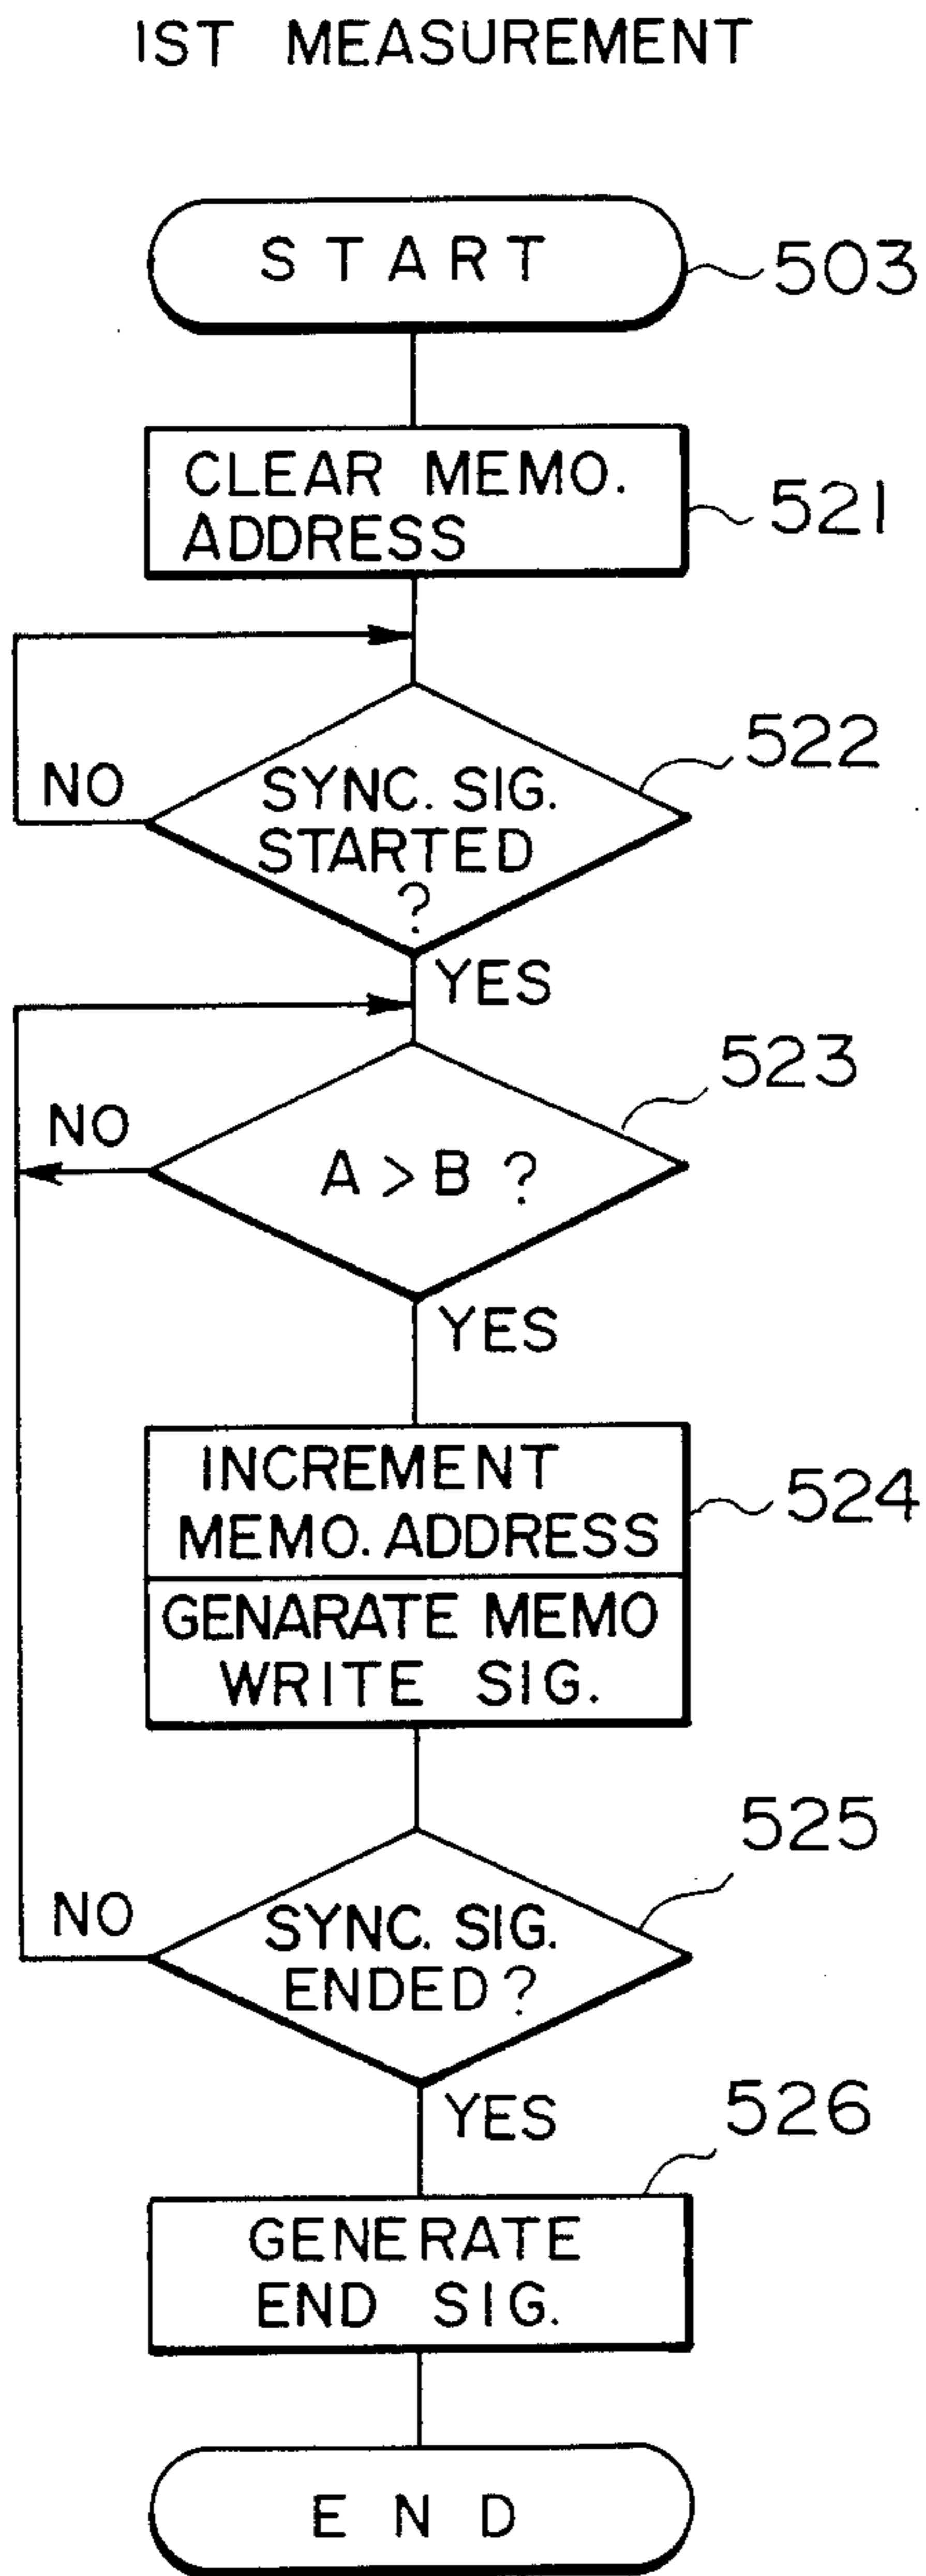 1ST MEASUREMENT
START
503
CLEAR MEMO.
ADDRESS
521
522
NO
SYNC. SIG.
STARTED
?
YES
523
NO
A > B ?
YES
INCREMENT
MEMO. ADDRESS
524
GENARATE MEMO
WRITE SIG.
525
NO
SYNC. SIG.
ENDED?
YES
526
GENERATE
END SIG.
END